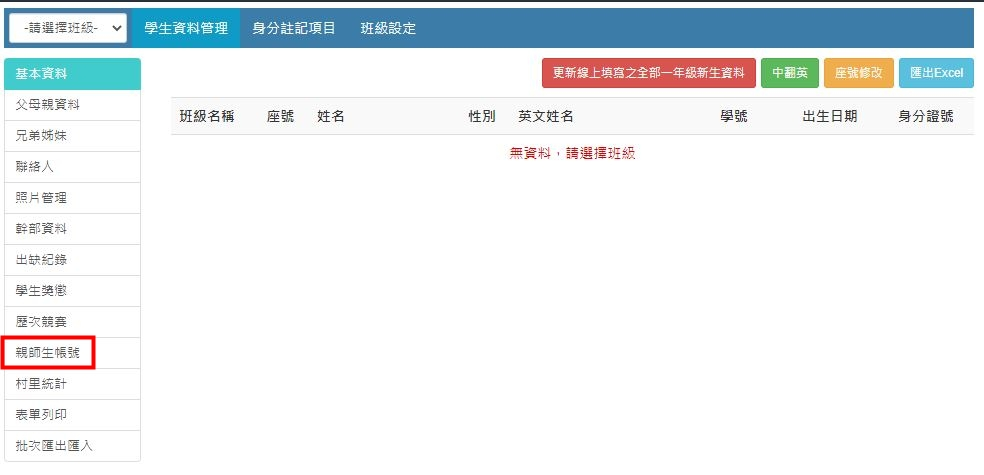 -請選擇班級- 學生資料管理 身分註記項目 班級設定
基本資料
父母親資料
兄弟姊妹
聯絡人
照片管理
幹部資料
出缺紀錄
學生獎懲
歷次競賽
親師生帳號
村里統計
表單列印
批次匯出匯入
更新線上填寫之全部一年級新生資料 中翻英 座號修改 匯出Excel
班級名稱 座號 姓名 性別 英文姓名 學號 出生日期 身分證號
無資料，請選擇班級